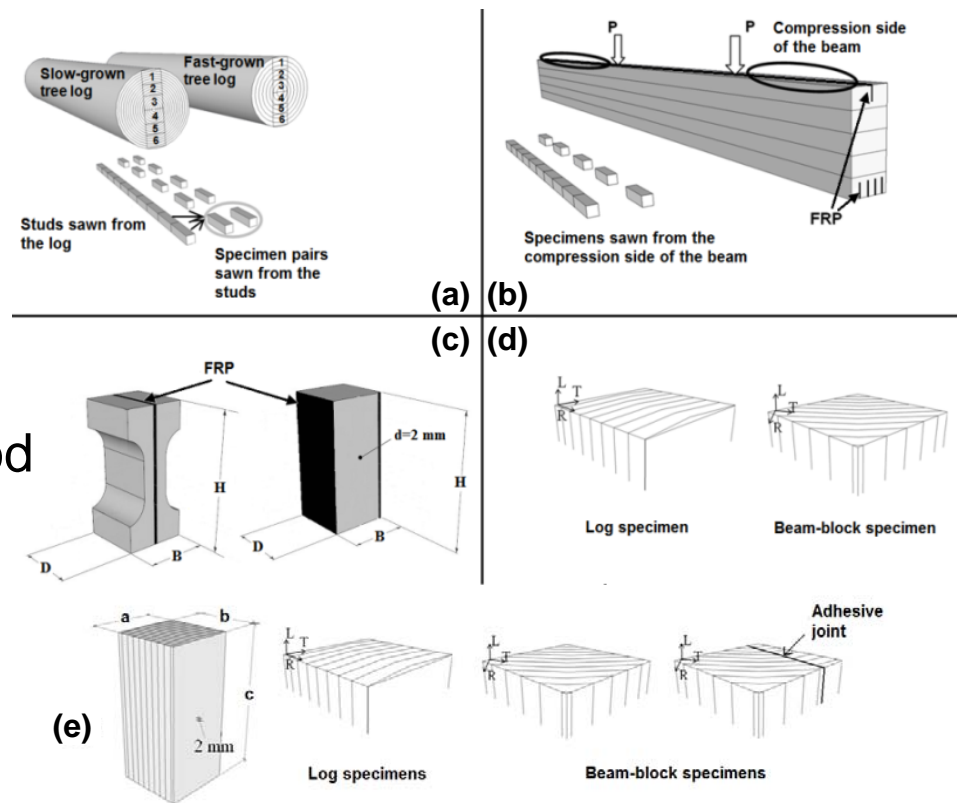 Slow-grown
tree log
Fast-grown
tree log
1
2
3
4
5
6
1
2
3
4
5
6
Studs sawn from
the log
Specimen pairs
sawn from the
studs
(a)
P
P
Compression side
of the beam
FRP
Specimens sawn from the
compression side of the beam
(b)
(c)
FRP
H
D
B
d=2 mm
H
D
B
(d)
L
T
R
Log specimen
L
T
R
Beam-block specimen
(e)
a
b
c
2 mm
L
T
R
Log specimens
L
T
R
L
T
R
Adhesive
joint
Beam-block specimens